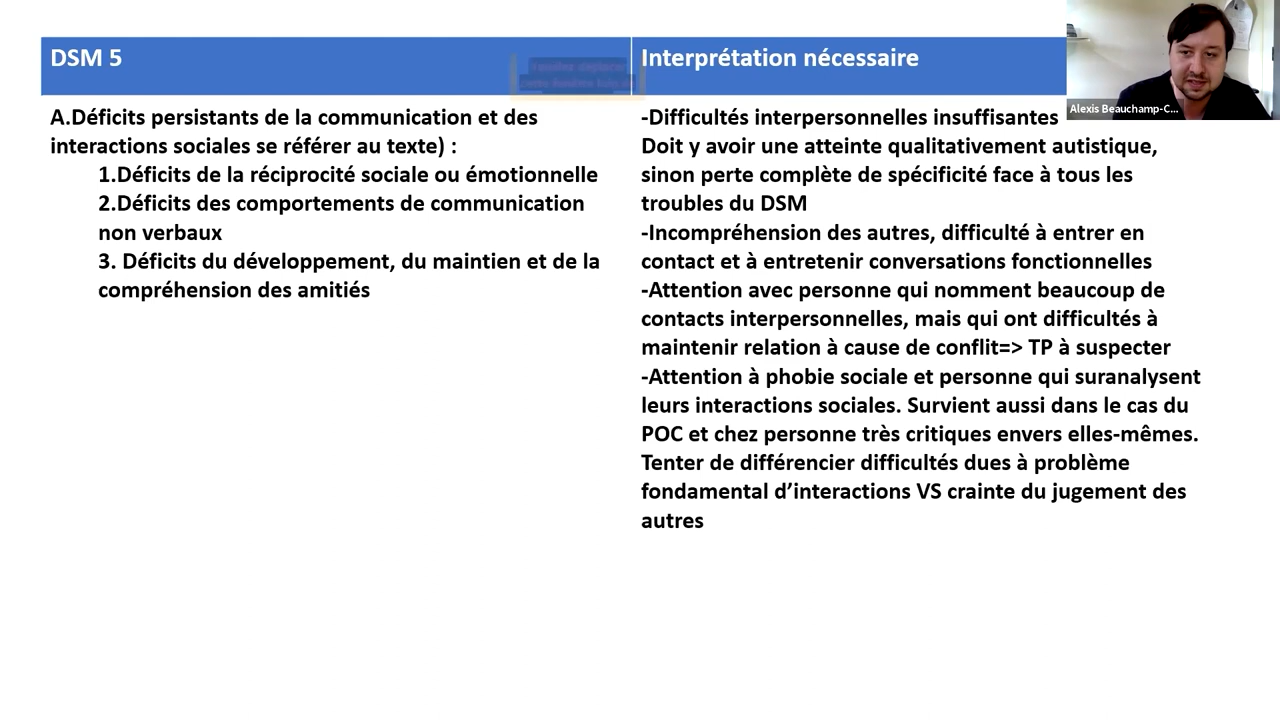 DSM 5
Interprétation nécessaire
Alexis Beauchamp-C...
A.Déficits persistants de la communication et des
interactions sociales se référer au texte) :
1.Déficits de la réciprocité sociale ou émotionnelle
2.Déficits des comportements de communication
non verbaux
3. Déficits du développement, du maintien et de la
compréhension des amitiés
-Difficultés interpersonnelles insuffisantes
Doit y avoir une atteinte qualitativement autistique,
sinon perte complète de spécificité face à tous les
troubles du DSM
-Incompréhension des autres, difficulté à entrer en
contact et à entretenir conversations fonctionnelles
-Attention avec personne qui nomment beaucoup de
contacts interpersonnelles, mais qui ont difficultés à
maintenir relation à cause de conflit=> TP à suspecter
-Attention à phobie sociale et personne qui suranalysent
leurs interactions sociales. Survient aussi dans le cas du
POC et chez personne très critiques envers elles-mêmes.
Tenter de différencier difficultés dues à problème
fondamental d’interactions VS crainte du jugement des
autres